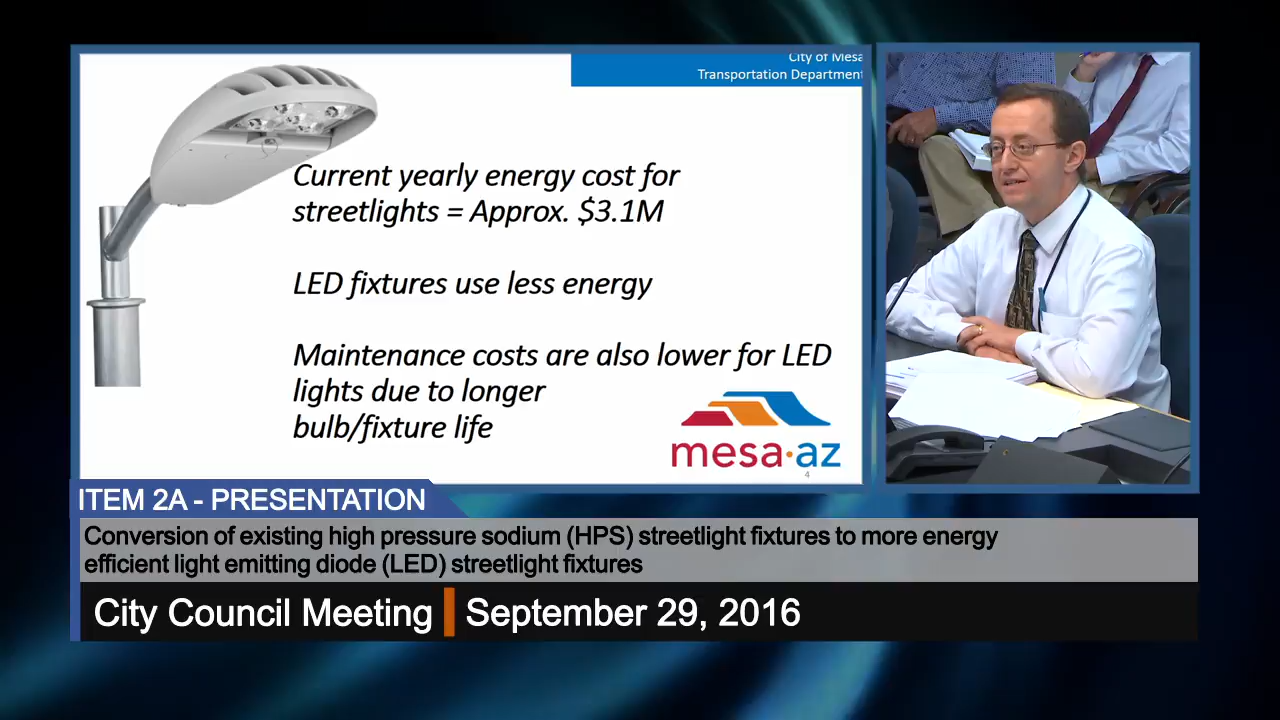 City of Mesa
Transportation Department
Current yearly energy cost for
streetlights = Approx. $3.1M
LED fixtures use less energy
Maintenance costs are also lower for LED
lights due to longer
bulb/fixture life
mesa·az
4
ITEM 2A - PRESENTATION
Conversion of existing high pressure sodium (HPS) streetlight fixtures to more energy
efficient light emitting diode (LED) streetlight fixtures
City Council Meeting September 29, 2016